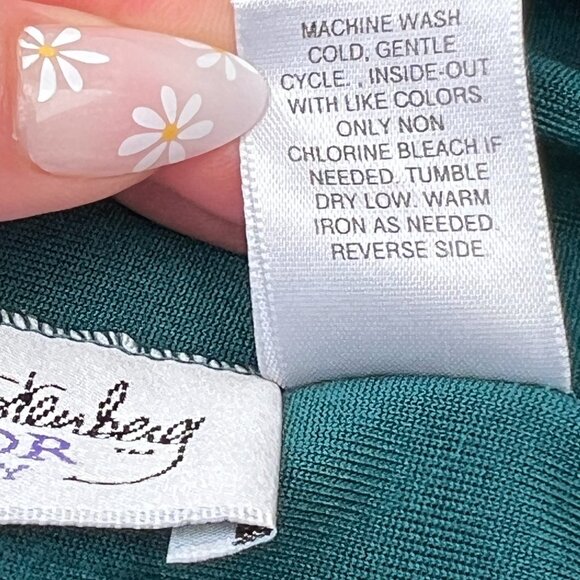 MACHINE WASH
COLD, GENTLE
CYCLE. , INSIDE-OUT
WITH LIKE COLORS.
ONLY NON
CHLORINE BLEACH IF
NEEDED. TUMBLE
DRY LOW. WARM
IRON AS NEEDED.
REVERSE SIDE